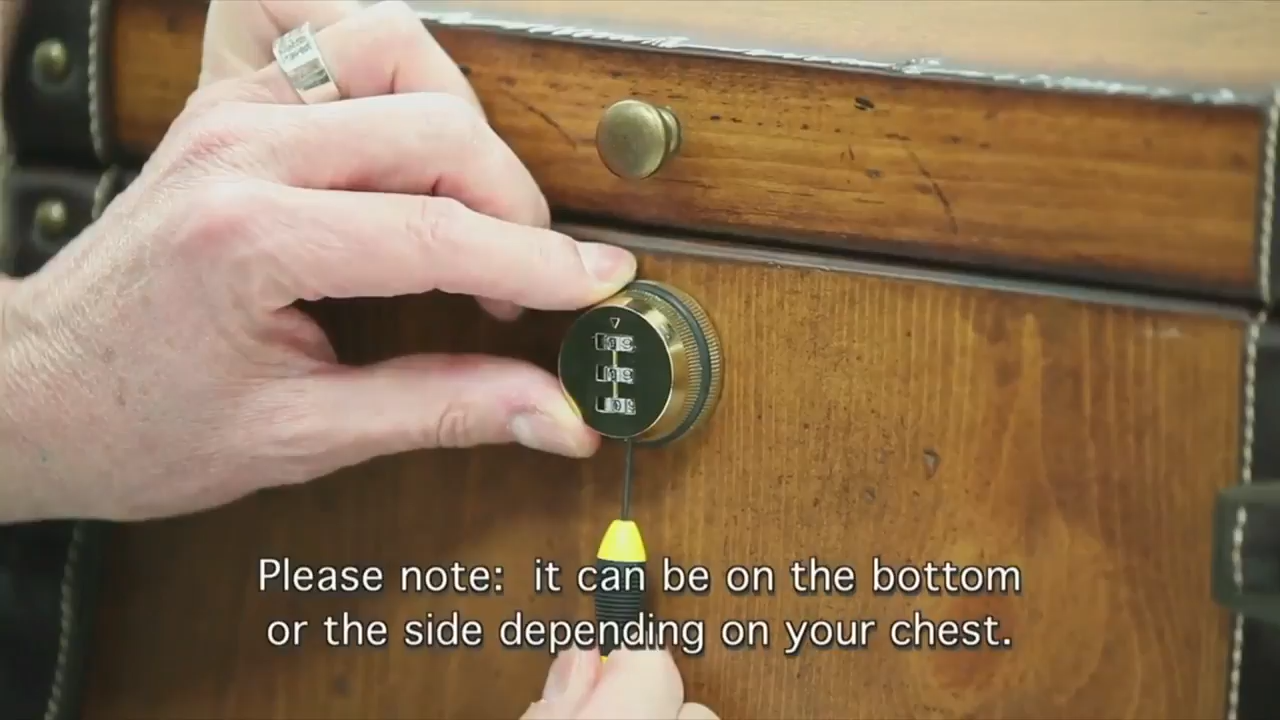 Please note:  it can be on the bottom
or the side depending on your chest.